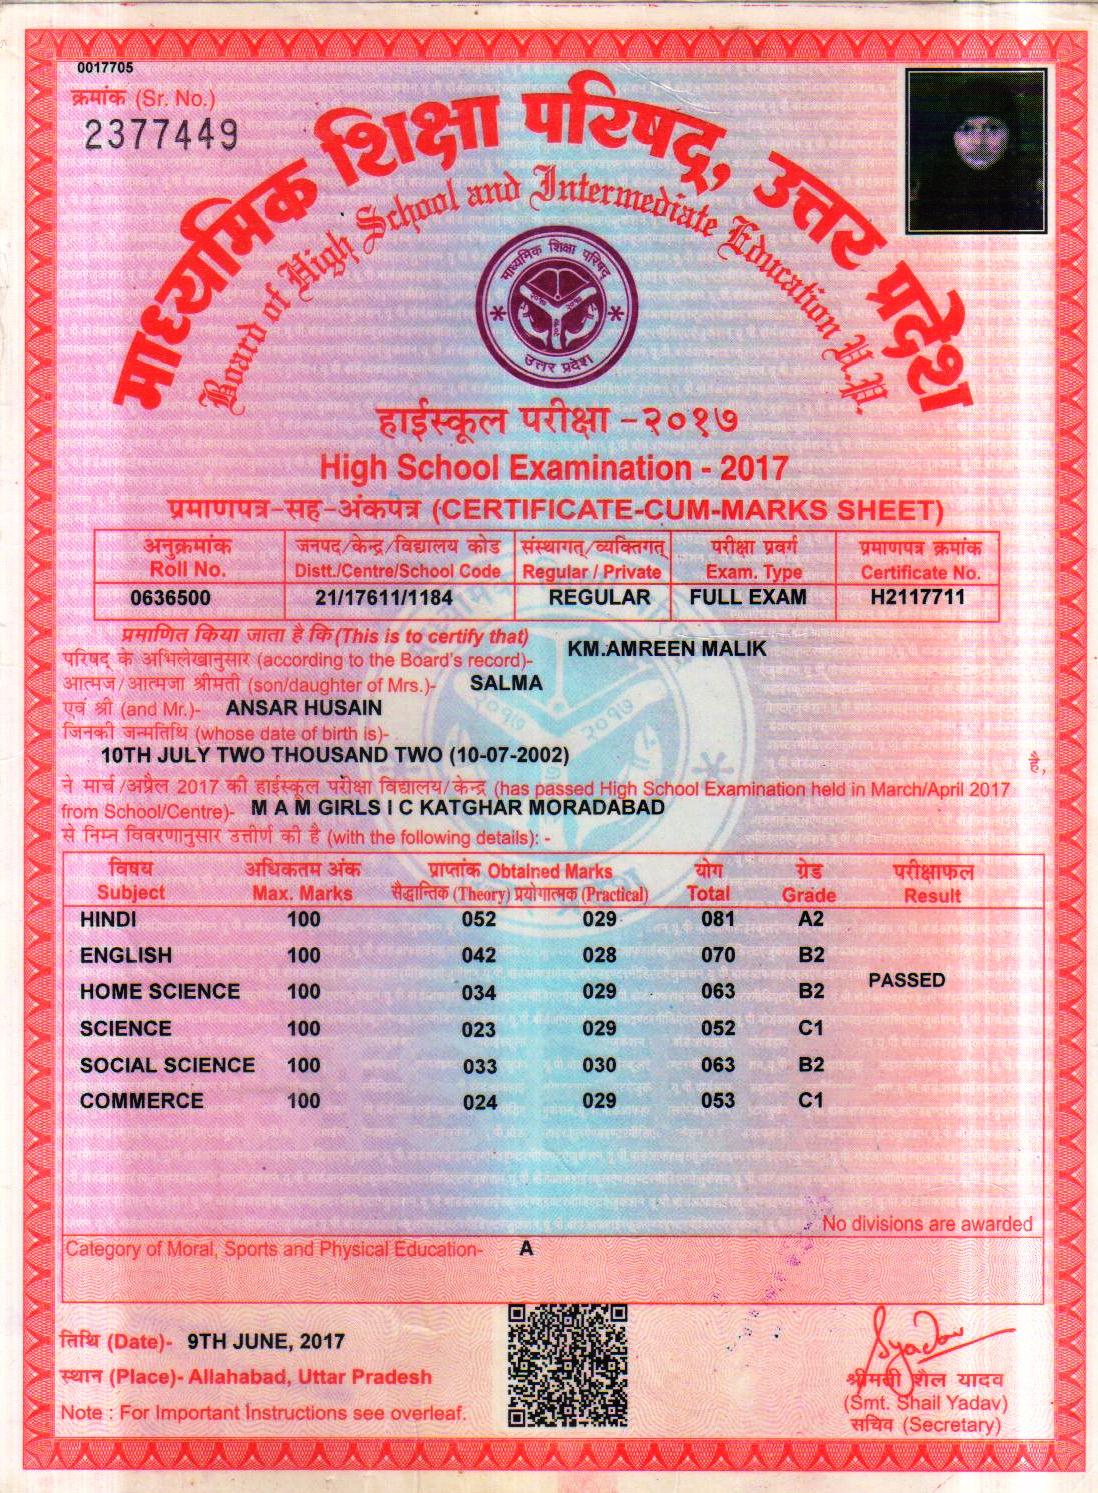 0017705
क्रमांक (Sr. No.)
2377449
माध्यमिक शिक्षा परिषद्, उत्तर प्रदेश
Board of High School and Intermediate Education U.P.
माध्यमिक शिक्षा परिषद्
उत्तर प्रदेश
हाईस्कूल परीक्षा -२०१७
High School Examination - 2017
प्रमाणपत्र-सह-अंकपत्र (CERTIFICATE-CUM-MARKS SHEET)
अनुक्रमांक जनपद/केन्द्र/विद्यालय कोड संस्थागत्/व्यक्तिगत् परीक्षा प्रवर्ग प्रमाणपत्र क्रमांक
Roll No. Distt./Centre/School Code Regular / Private Exam. Type Certificate No.
0636500 21/17611/1184 REGULAR FULL EXAM H2117711
प्रमाणित किया जाता है कि (This is to certify that) KM.AMREEN MALIK
परिषद् के अभिलेखानुसार (according to the Board's record)-
आत्मज/आत्मजा श्रीमती (son/daughter of Mrs.)- SALMA
एवं श्री (and Mr.)- ANSAR HUSAIN
जिनकी जन्मतिथि (whose date of birth is)-
10TH JULY TWO THOUSAND TWO (10-07-2002) है,
ने मार्च/अप्रैल 2017 की हाईस्कूल परीक्षा विद्यालय/केन्द्र (has passed High School Examination held in March/April 2017
from School/Centre)- M A M GIRLS I C KATGHAR MORADABAD
से निम्न विवरणानुसार उत्तीर्ण की है (with the following details): -
विषय अधिकतम अंक प्राप्तांक Obtained Marks योग ग्रेड परीक्षाफल
Subject Max. Marks सैद्धान्तिक (Theory) प्रयोगात्मक (Practical) Total Grade Result
HINDI 100 052 029 081 A2
ENGLISH 100 042 028 070 B2
PASSED
HOME SCIENCE 100 034 029 063 B2
SCIENCE 100 023 029 052 C1
SOCIAL SCIENCE 100 033 030 063 B2
COMMERCE 100 024 029 053 C1
No divisions are awarded
Category of Moral, Sports and Physical Education- A
तिथि (Date)- 9TH JUNE, 2017
स्थान (Place)- Allahabad, Uttar Pradesh
Note : For Important Instructions see overleaf.
श्रीमती शैल यादव
(Smt. Shail Yadav)
सचिव (Secretary)